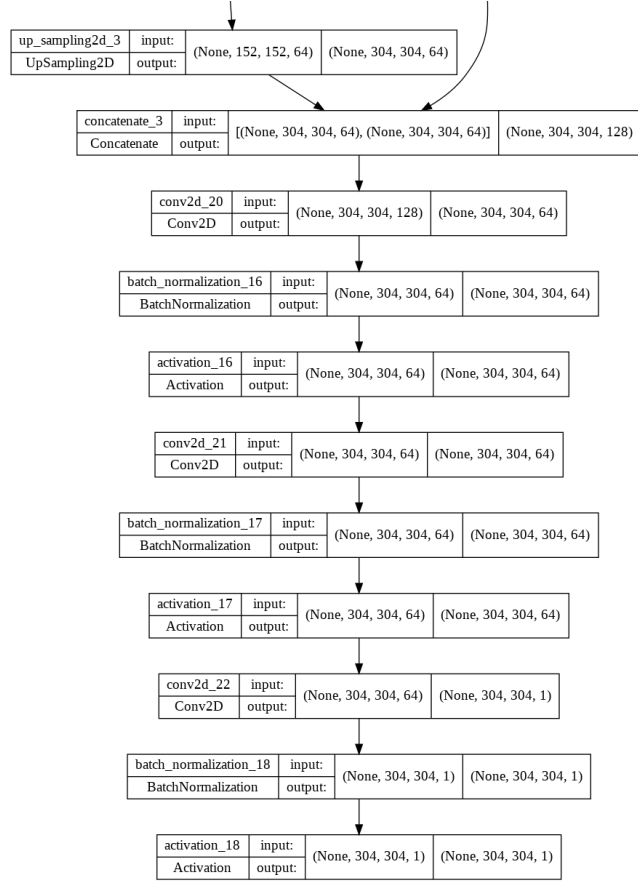 up_sampling2d_3 input: (None, 152, 152, 64) (None, 304, 304, 64)
UpSampling2D output:
concatenate_3 input: [(None, 304, 304, 64), (None, 304, 304, 64)] (None, 304, 304, 128)
Concatenate output:
conv2d_20 input: (None, 304, 304, 128) (None, 304, 304, 64)
Conv2D output:
batch_normalization_16 input: (None, 304, 304, 64) (None, 304, 304, 64)
BatchNormalization output:
activation_16 input: (None, 304, 304, 64) (None, 304, 304, 64)
Activation output:
conv2d_21 input: (None, 304, 304, 64) (None, 304, 304, 64)
Conv2D output:
batch_normalization_17 input: (None, 304, 304, 64) (None, 304, 304, 64)
BatchNormalization output:
activation_17 input: (None, 304, 304, 64) (None, 304, 304, 64)
Activation output:
conv2d_22 input: (None, 304, 304, 64) (None, 304, 304, 1)
Conv2D output:
batch_normalization_18 input: (None, 304, 304, 1) (None, 304, 304, 1)
BatchNormalization output:
activation_18 input: (None, 304, 304, 1) (None, 304, 304, 1)
Activation output: